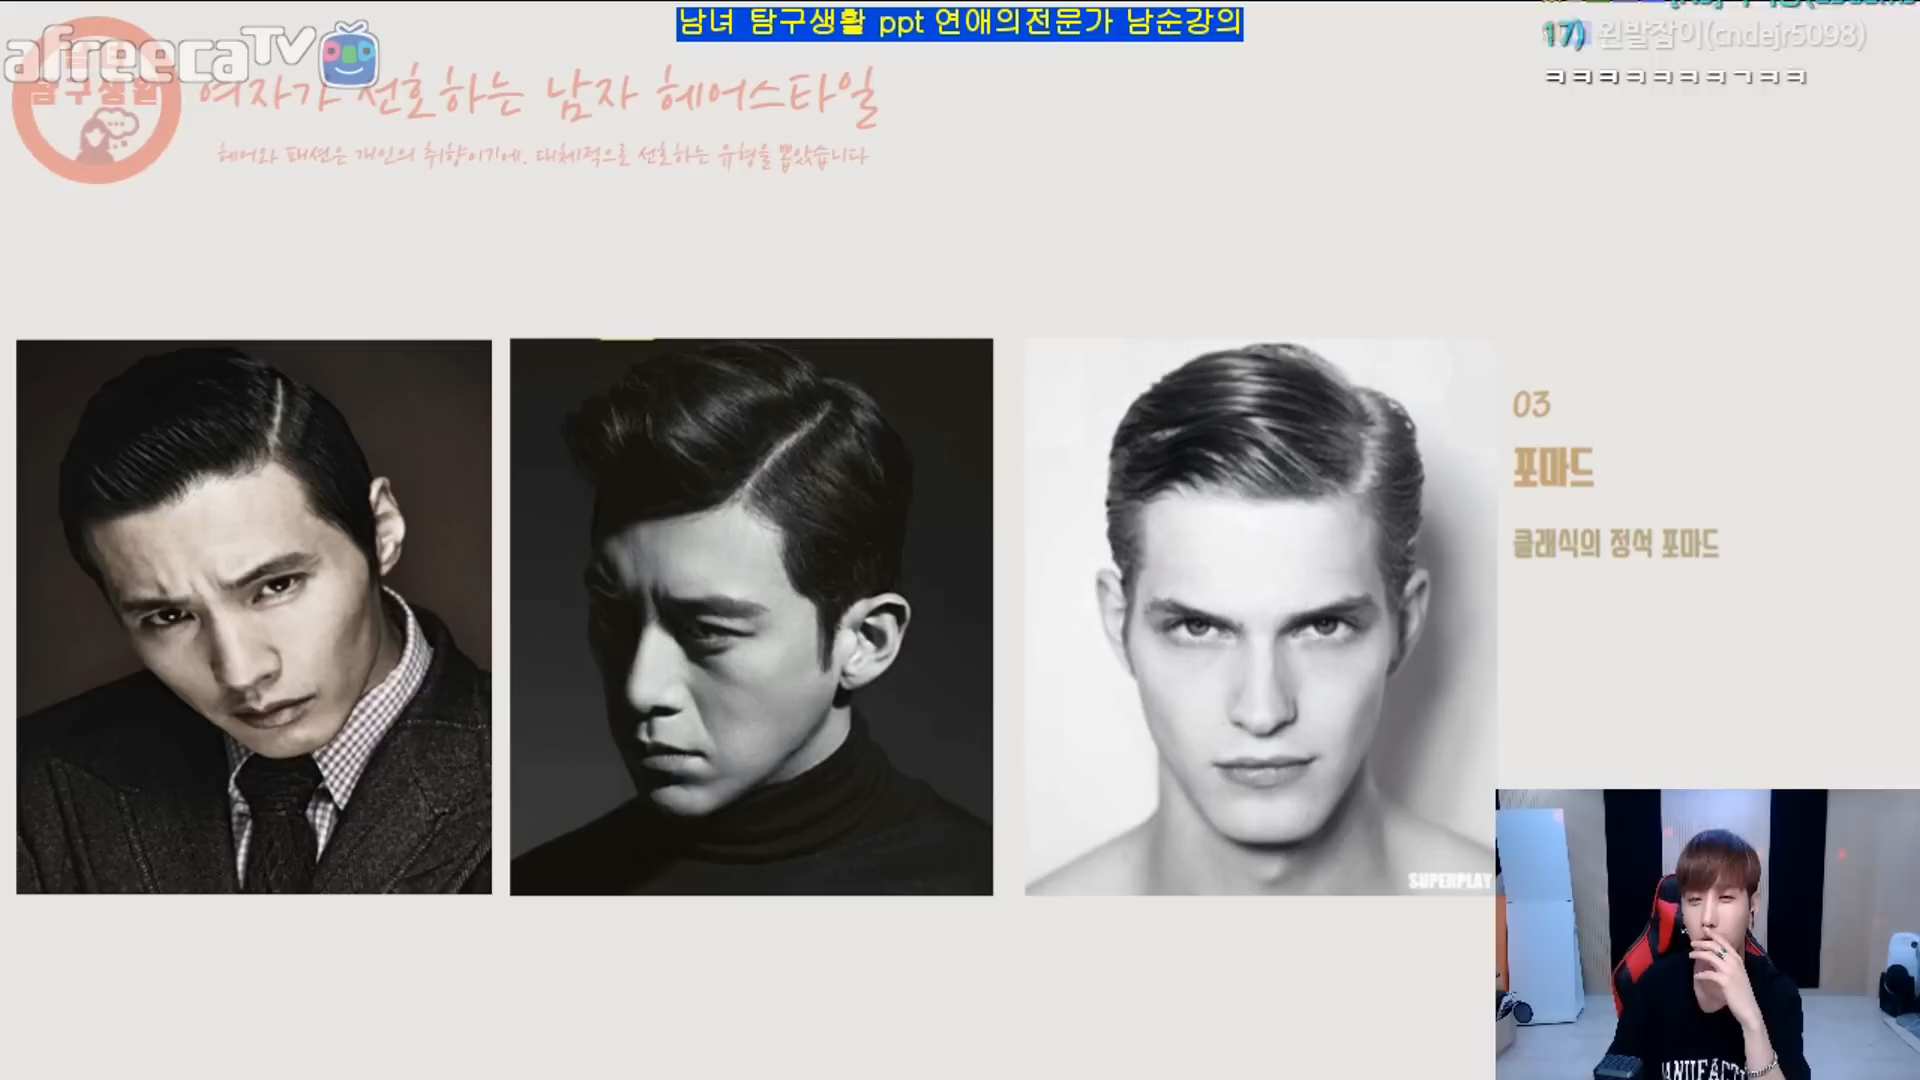 남녀 탐구생활 ppt 연애의전문가 남순강의
afreecaTV
탐구생활
여자가 선호하는 남자 헤어스타일
헤어와 패션은 개인의 취향이기에, 대체적으로 선호하는 유형을 뽑았습니다
17) 왼발잡이(cndejr5098)
ㅋㅋㅋㅋㅋㅋㅋㄱㅋㅋ
03
포마드
클래식의 정석 포마드
SUPERPLAY